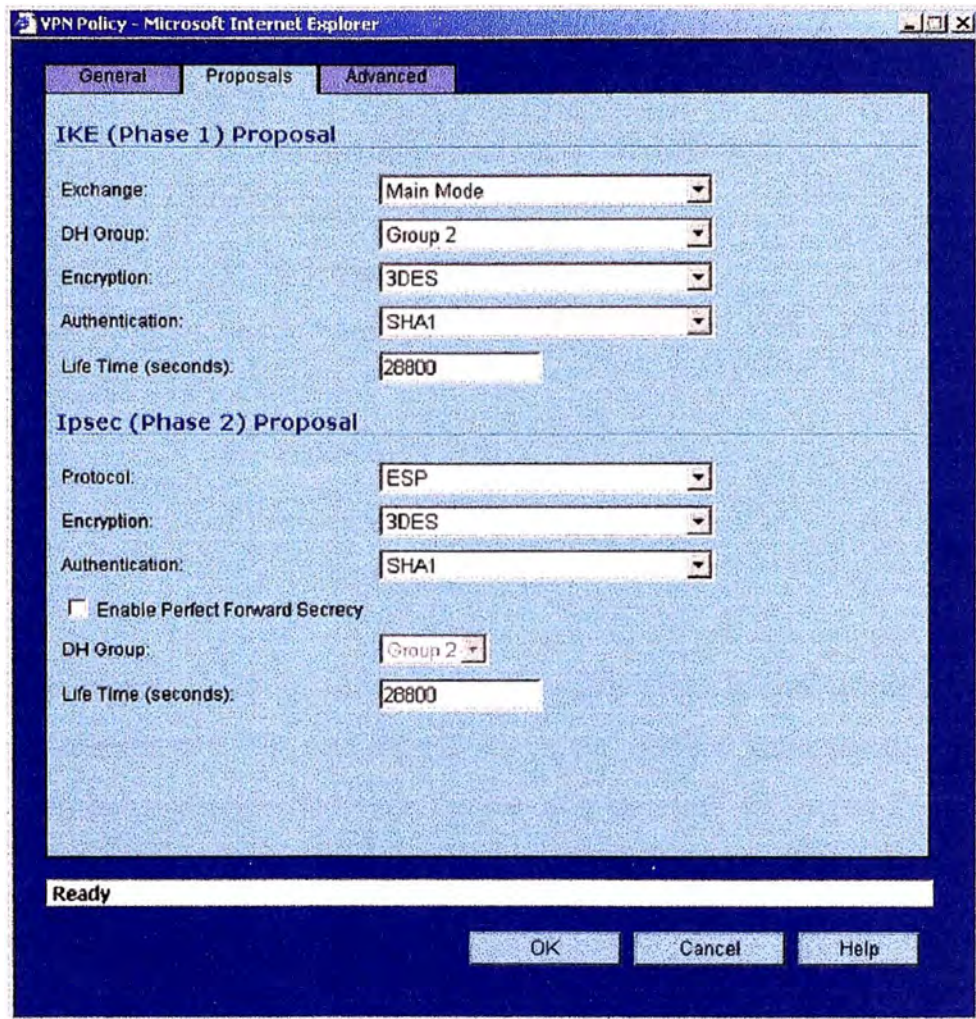 VPN Policy - Microsoft Internet Explorer
General Proposals Advanced
IKE (Phase 1) Proposal
Exchange: Main Mode
DH Group: Group 2
Encryption: 3DES
Authentication: SHA1
Life Time (seconds): 28800
Ipsec (Phase 2) Proposal
Protocol: ESP
Encryption: 3DES
Authentication: SHA1
Enable Perfect Forward Secrecy
DH Group: Group 2
Life Time (seconds): 28800
Ready
OK Cancel Help